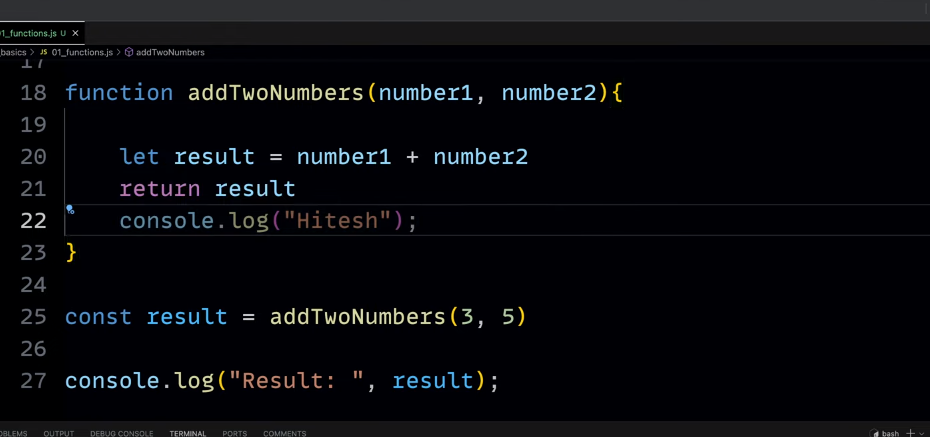 01_functions.js U ×
basics > JS 01_functions.js > addTwoNumbers
17
18 function addTwoNumbers(number1, number2){
19
20 let result = number1 + number2
21 return result
22 console.log("Hitesh");
23 }
24
25 const result = addTwoNumbers(3, 5)
26
27 console.log("Result: ", result);
OBLEMS OUTPUT DEBUG CONSOLE TERMINAL PORTS COMMENTS bash